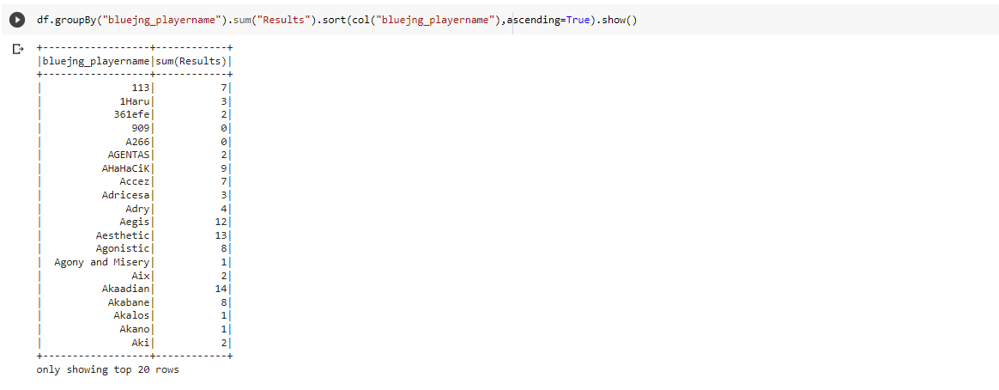 df.groupBy("bluejng_playername").sum("Results").sort(col("bluejng_playername"),ascending=True).show()
+------------------+------------+
|bluejng_playername|sum(Results)|
+------------------+------------+
|               113|           7|
|             1Haru|           3|
|            361efe|           2|
|               909|           0|
|              A266|           0|
|           AGENTAS|           2|
|          AHaHaCiK|           9|
|             Accez|           7|
|          Adricesa|           3|
|              Adry|           4|
|             Aegis|          12|
|         Aesthetic|          13|
|         Agonistic|           8|
|  Agony and Misery|           1|
|               Aix|           2|
|          Akaadian|          14|
|           Akabane|           8|
|            Akalos|           1|
|             Akano|           1|
|               Aki|           2|
+------------------+------------+
only showing top 20 rows